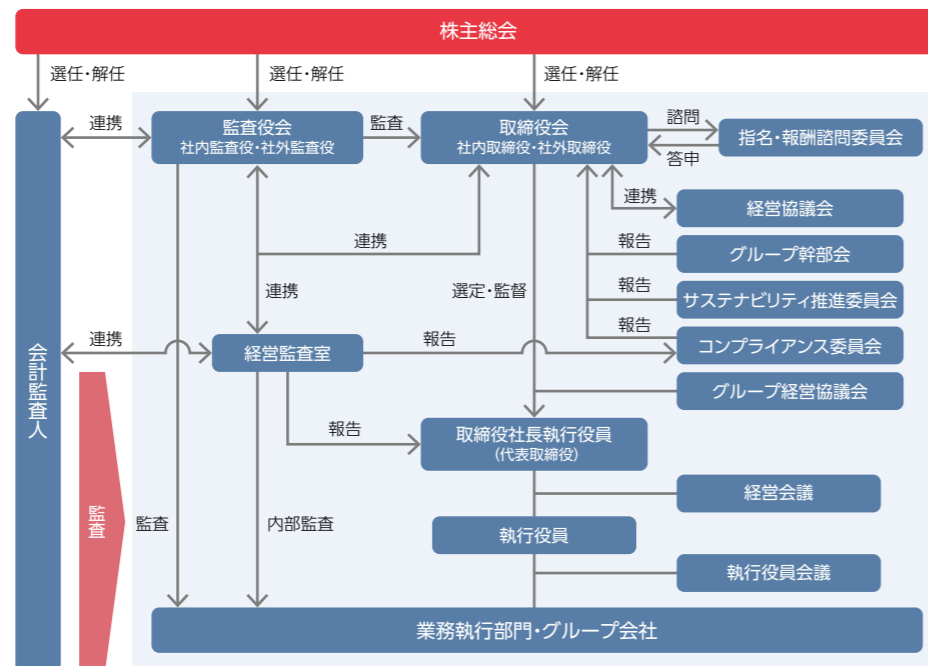 株主総会
選任・解任
選任・解任
選任・解任
連携
監査役会
社内監査役・社外監査役
監査
取締役会
社内取締役・社外取締役
諮問
答申
指名・報酬諮問委員会
連携
経営協議会
報告
グループ幹部会
連携
連携
選定・監督
報告
サステナビリティ推進委員会
報告
コンプライアンス委員会
連携
経営監査室
報告
グループ経営協議会
会計監査人
報告
取締役社長執行役員
(代表取締役)
経営会議
監査
監査
内部監査
執行役員
執行役員会議
業務執行部門・グループ会社